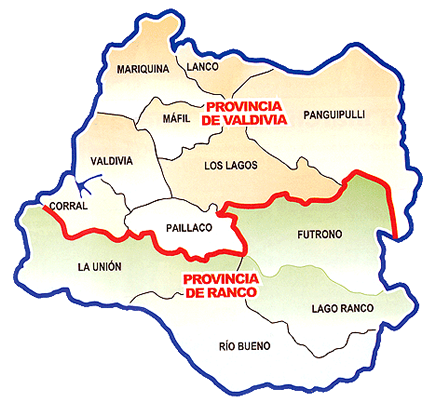 MARIQUINA
LANCO
PROVINCIA
DE VALDIVIA
PANGUIPULLI
MÁFIL
VALDIVIA
LOS LAGOS
CORRAL
PAILLACO
FUTRONO
LA UNIÓN
PROVINCIA
DE RANCO
LAGO RANCO
RÍO BUENO